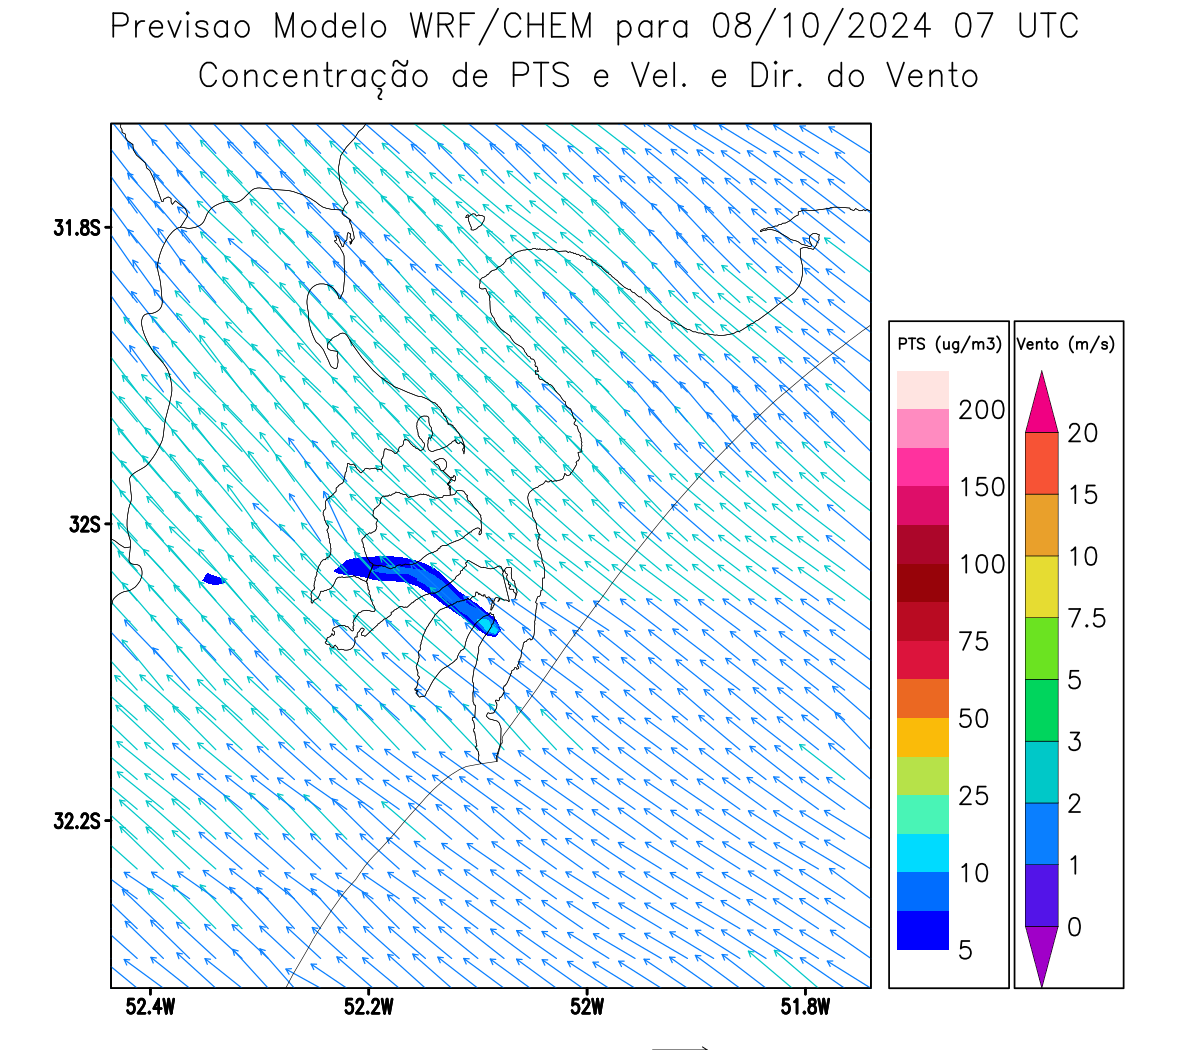 Previsao Modelo WRF/CHEM para 08/10/2024 07 UTC
Concentração de PTS e Vel. e Dir. do Vento
31.8S
32S
32.2S
52.4W 52.2W 52W 51.8W
PTS (ug/m3)
200
150
100
75
50
25
10
5
Vento (m/s)
20
15
10
7.5
5
3
2
1
0